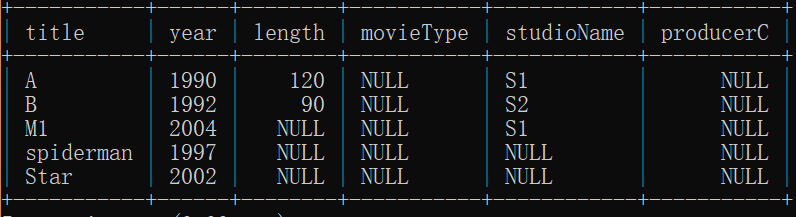 title year length movieType studioName producerC
A 1990 120 NULL S1 NULL
B 1992 90 NULL S2 NULL
M1 2004 NULL NULL S1 NULL
spiderman 1997 NULL NULL NULL NULL
Star 2002 NULL NULL NULL NULL